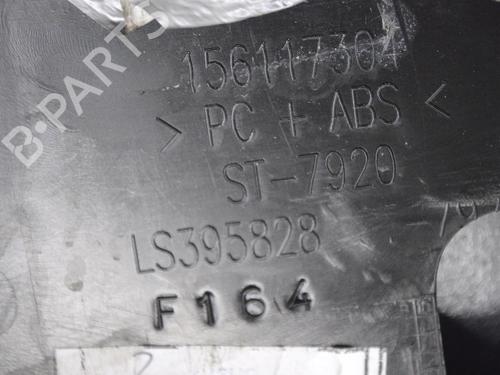 B-PARTS
156117304
> PC + ABS <
ST-7920
LS395828
F164